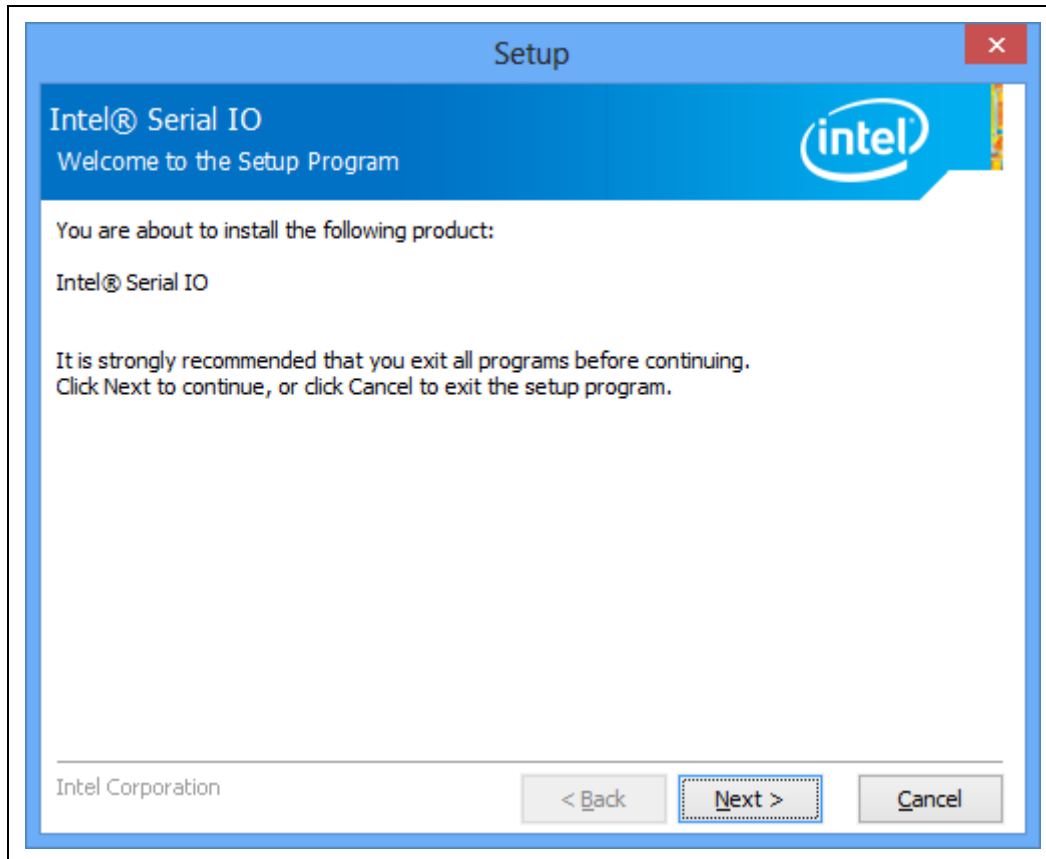 Setup
Intel® Serial IO
Welcome to the Setup Program
intel
You are about to install the following product:
Intel® Serial IO
It is strongly recommended that you exit all programs before continuing.
Click Next to continue, or click Cancel to exit the setup program.
Intel Corporation
< Back
Next >
Cancel